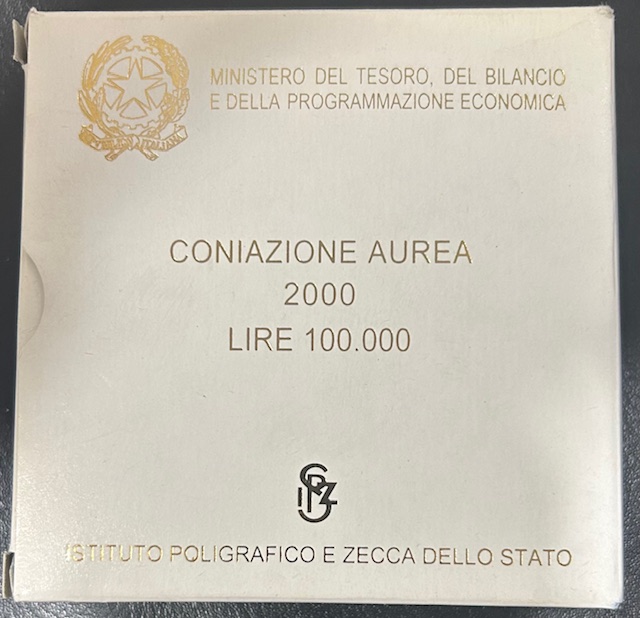 MINISTERO DEL TESORO, DEL BILANCIO
E DELLA PROGRAMMAZIONE ECONOMICA
CONIAZIONE AUREA
2000
LIRE 100.000
IPZS
ISTITUTO POLIGRAFICO E ZECCA DELLO STATO